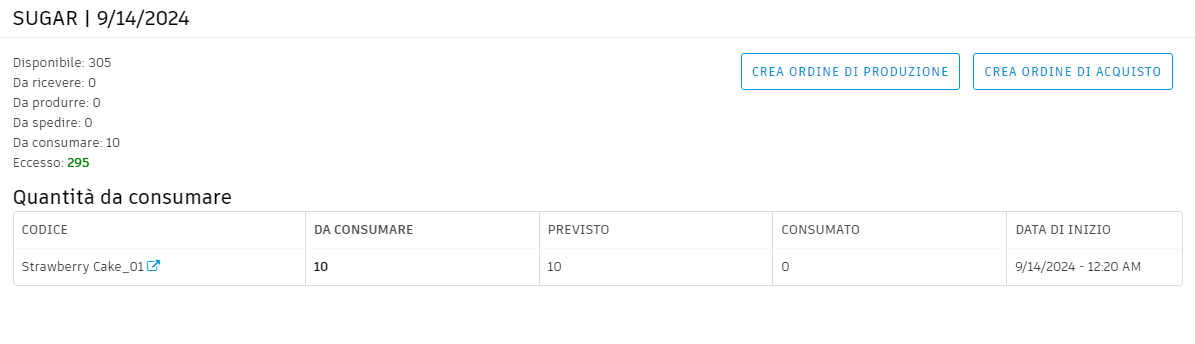 SUGAR | 9/14/2024
Disponibile: 305
CREA ORDINE DI PRODUZIONE
CREA ORDINE DI ACQUISTO
Da ricevere: 0
Da produrre: 0
Da spedire: 0
Da consumare: 10
Eccesso: 295
Quantità da consumare
CODICE DA CONSUMARE PREVISTO CONSUMATO DATA DI INIZIO
Strawberry Cake_01 10 10 0 9/14/2024 - 12:20 AM